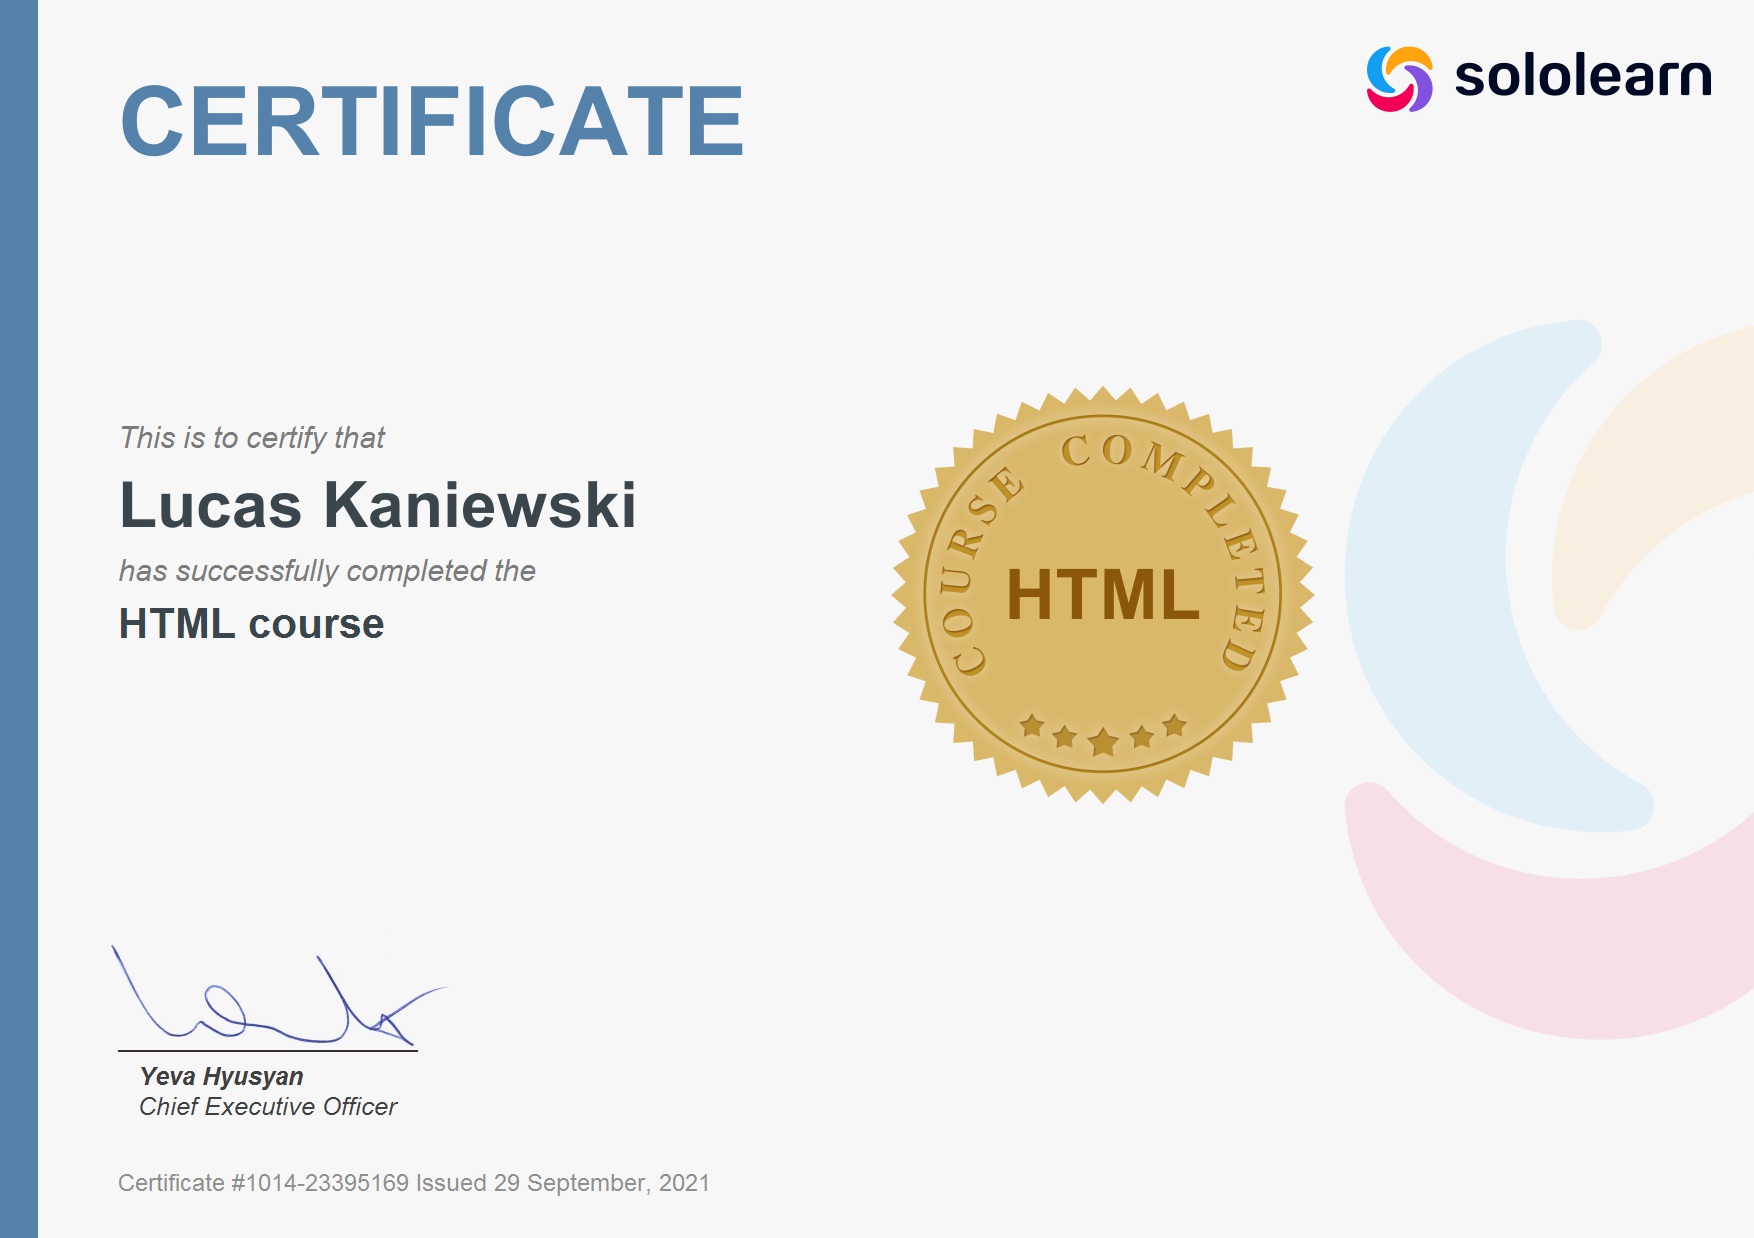 CERTIFICATE
sololearn
This is to certify that
Lucas Kaniewski
has successfully completed the
HTML course
COURSE COMPLETED
HTML
Yeva Hyusyan
Chief Executive Officer
Certificate #1014-23395169 Issued 29 September, 2021